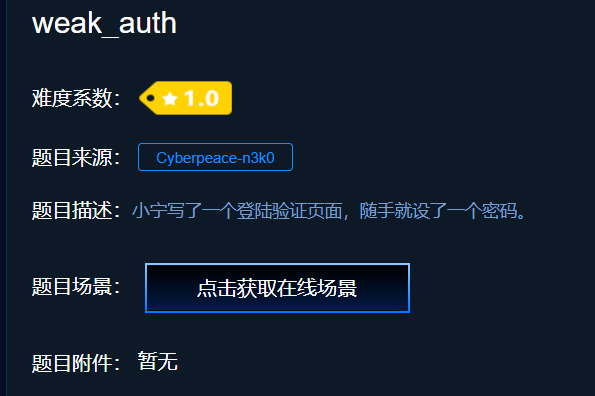 weak_auth
难度系数： 1.0
题目来源： Cyberpeace-n3k0
题目描述：小宁写了一个登陆验证页面，随手就设了一个密码。
题目场景： 点击获取在线场景
题目附件： 暂无